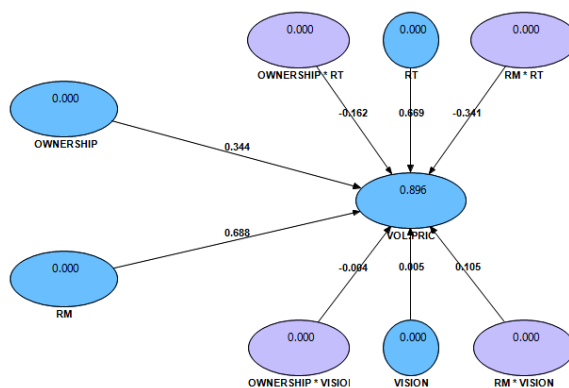 0.000
OWNERSHIP * RT
0.000
RT
0.000
RM * RT
0.000
OWNERSHIP
-0.162
0.669
-0.341
0.344
0.896
VOL.PRIC
0.688
0.000
RM
-0.004
0.005
0.105
0.000
OWNERSHIP * VISIO
0.000
VISION
0.000
RM * VISION